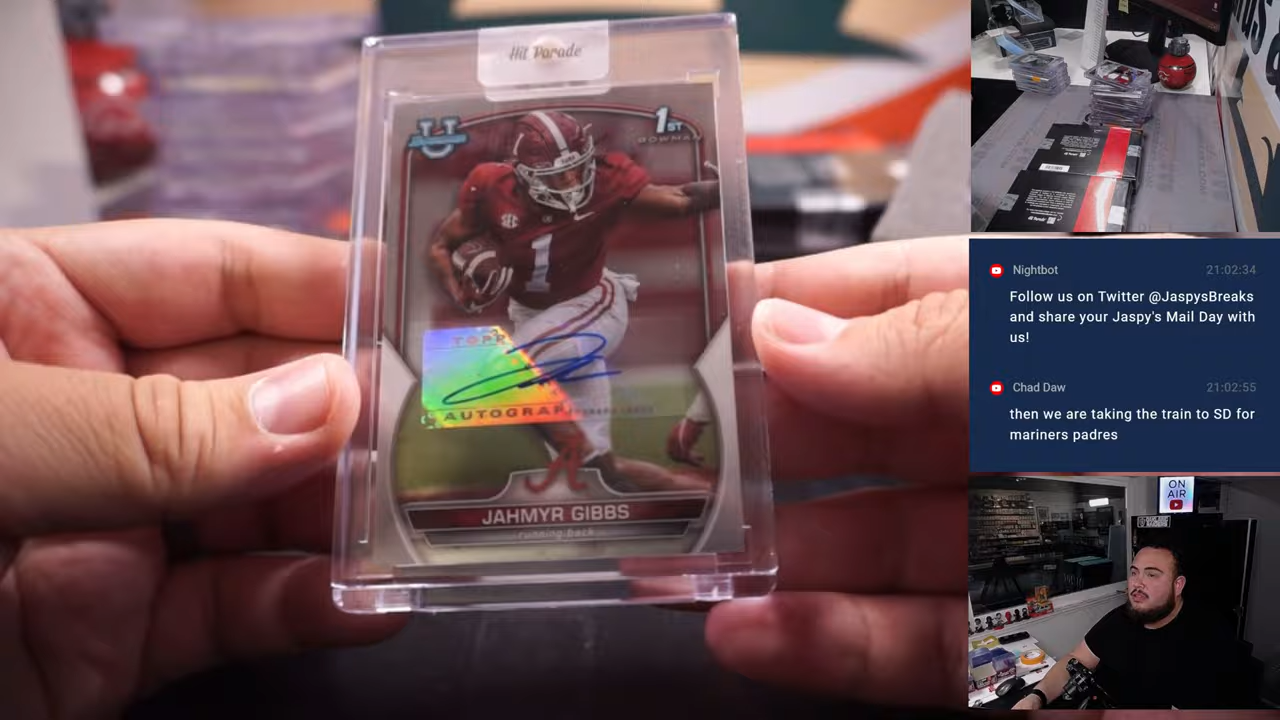 Hit Parade
U
1ST
BOWMAN
SEC
1
TOPPS
AUTOGRAPH
A
JAHMYR GIBBS
running back
Nightbot 21:02:34
Follow us on Twitter @JaspysBreaks
and share your Jaspy's Mail Day with
us!
Chad Daw 21:02:55
then we are taking the train to SD for
mariners padres
ON
AIR